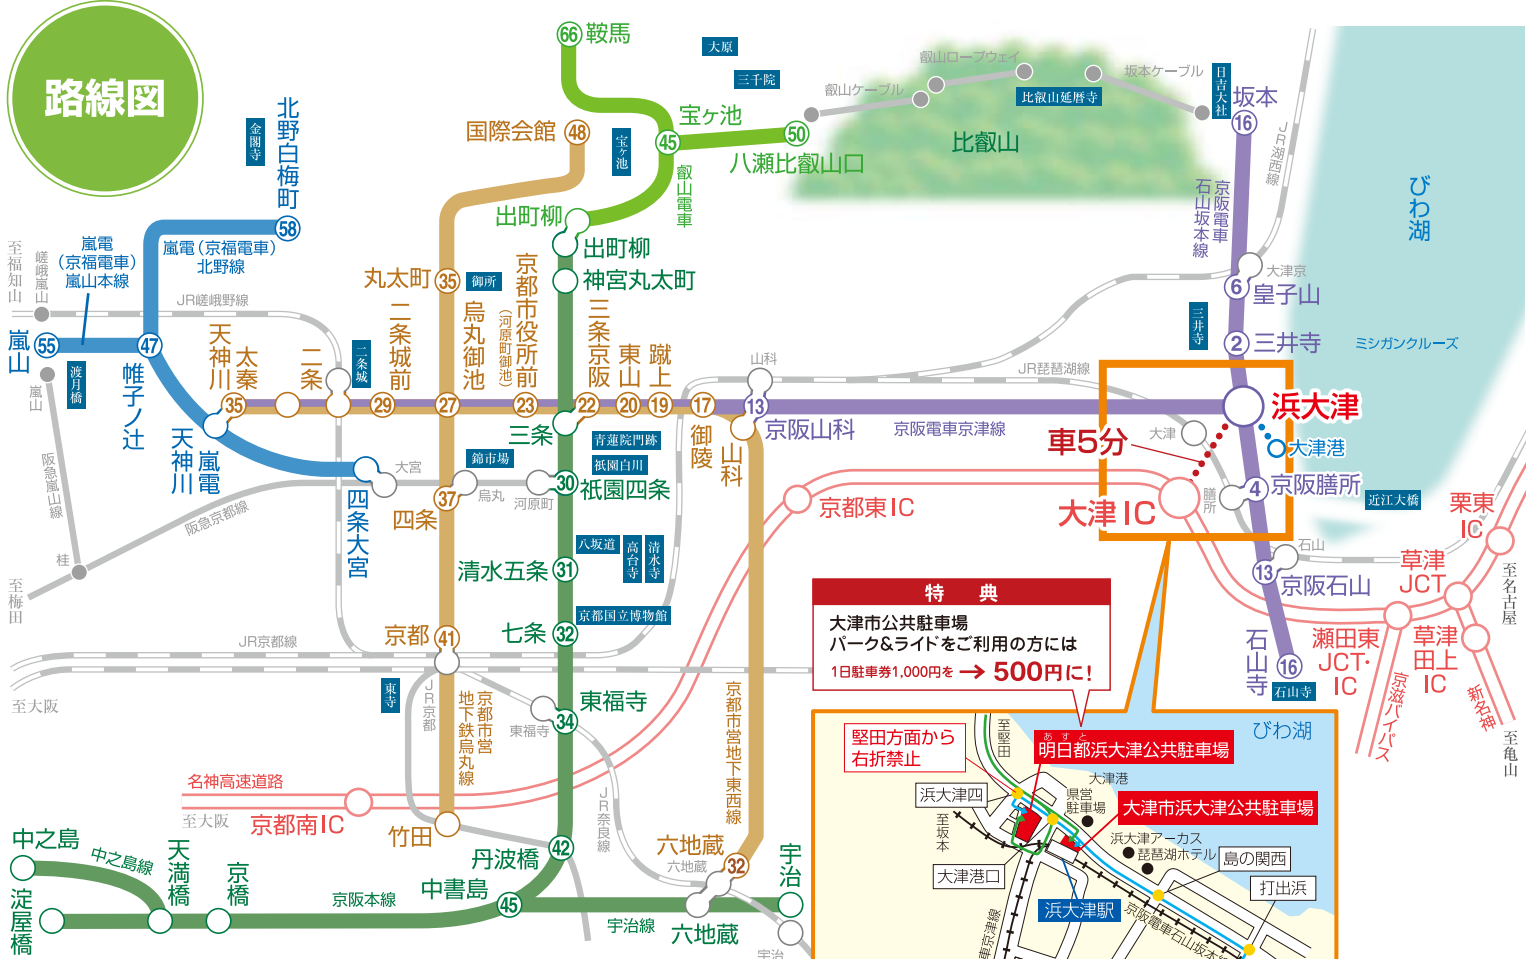 路線図
66 鞍馬
大原
三千院
叡山ロープウェイ
叡山ケーブル
坂本ケーブル
比叡山延暦寺
日吉大社
坂本
16
JR湖西線
北野白梅町
金閣寺
58
国際会館 48
宝ヶ池
宝ヶ池
45
50
八瀬比叡山口
比叡山
叡山電車
京阪電車
石山坂本線
びわ湖
出町柳
出町柳
神宮丸太町
嵐電（京福電車）
北野線
嵐電
（京福電車）
嵐山本線
至福知山
嵯峨嵐山
JR嵯峨野線
丸太町 35
御所
大津京
6 皇子山
三井寺
2 三井寺
ミシガンクルーズ
嵐山 55
47
渡月橋
嵐山
帷子ノ辻
天神川
太秦
35
二条
二条城
二条城前
29
烏丸御池
27
京都市役所前
（河原町御池）
23
三条京阪
22
東山
20
蹴上
19
17
御陵
山科
13
京阪山科
山科
京阪電車京津線
JR琵琶湖線
浜大津
大津
車5分
大津港
大津IC
膳所
4 京阪膳所
近江大橋
三条
青蓮院門跡
嵐電
天神川
大宮
四条大宮
錦市場
烏丸
37
四条
河原町
30 祇園四条
祇園白川
阪急嵐山線
阪急京都線
桂
至梅田
京都東IC
石山
13 京阪石山
栗東
IC
草津
JCT
至名古屋
清水五条 31
八坂道
高台寺
清水寺
京都国立博物館
七条 32
石山寺
16
石山寺
瀬田東
JCT・
IC
草津
田上
IC
京滋バイパス
新名神
至亀山
特 典
大津市公共駐車場
パーク&ライドをご利用の方には
1日駐車券1,000円を→500円に！
JR京都線
京都 41
至大阪
東寺
JR京都
京都市営
地下鉄烏丸線
東福寺
東福寺
34
京都市営地下東西線
名神高速道路
至大阪
京都南IC
竹田
JR奈良線
丹波橋
42
六地蔵
六地蔵
32
宇治
中之島
中之島線
天満橋
京橋
淀屋橋
京阪本線
中書島
45
宇治線
六地蔵
宇治
びわ湖
至堅田
堅田方面から
右折禁止
あすと
明日都浜大津公共駐車場
大津港
県営
駐車場
浜大津四
至坂本
大津市浜大津公共駐車場
浜大津アーカス
琵琶湖ホテル
島の関西
大津港口
打出浜
浜大津駅
京阪電車石山坂本線
車京津線